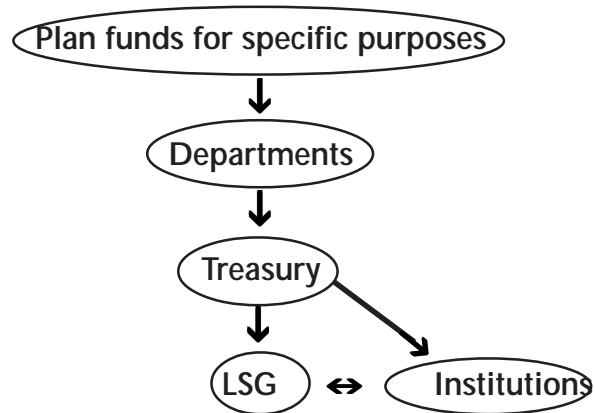 Plan funds for specific purposes
Departments
Treasury
LSG
Institutions